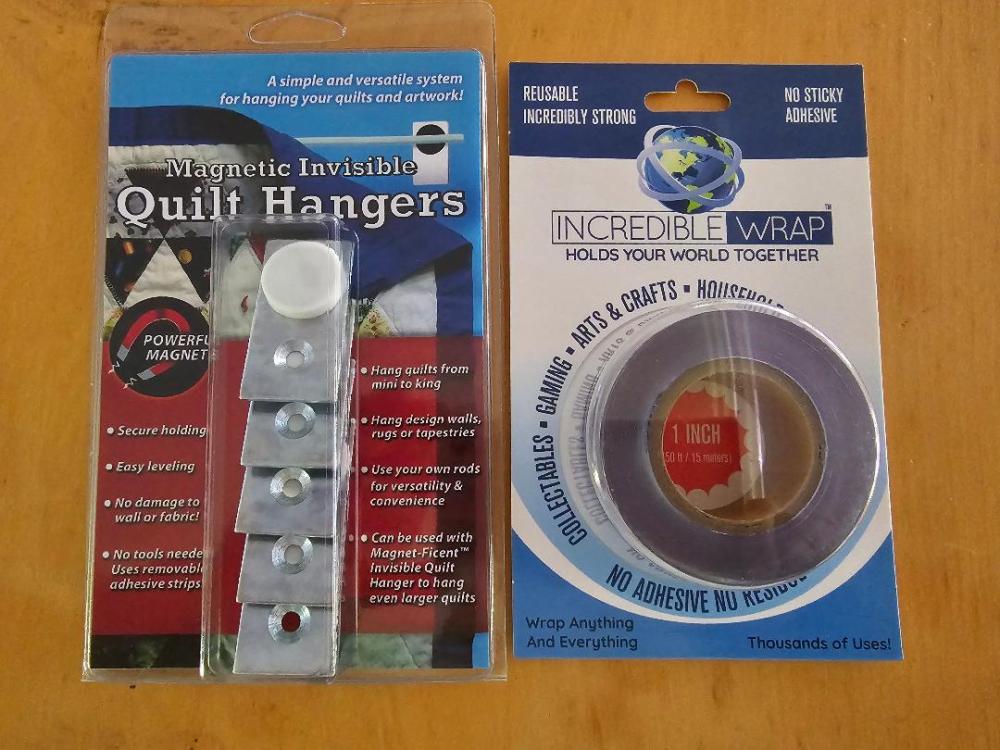 A simple and versatile system
for hanging your quilts and artwork!
Magnetic Invisible
Quilt Hangers
POWERFU
MAGNET
• Secure holding
• Easy leveling
• No damage to
wall or fabric!
• No tools neede
Uses removable
adhesive strips
• Hang quilts from
mini to king
• Hang design walls,
rugs or tapestries
• Use your own rods
for versatility &
convenience
• Can be used with
Magnet-Ficent™
Invisible Quilt
Hanger to hang
even larger quilts
REUSABLE
INCREDIBLY STRONG
NO STICKY
ADHESIVE
INCREDIBLE WRAP™
HOLDS YOUR WORLD TOGETHER
COLLECTABLES ▪ GAMING ▪ ARTS & CRAFTS ▪ HOUSEHOLD
1 INCH
(50 ft / 15 miters)
NO ADHESIVE NO RESIDUE
Wrap Anything
And Everything
Thousands of Uses!